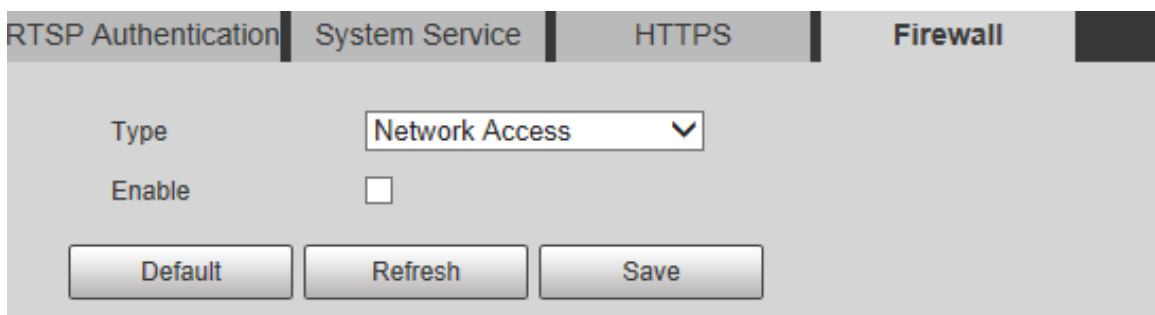 RTSP Authentication System Service HTTPS Firewall
Type Network Access
Enable
Default Refresh Save